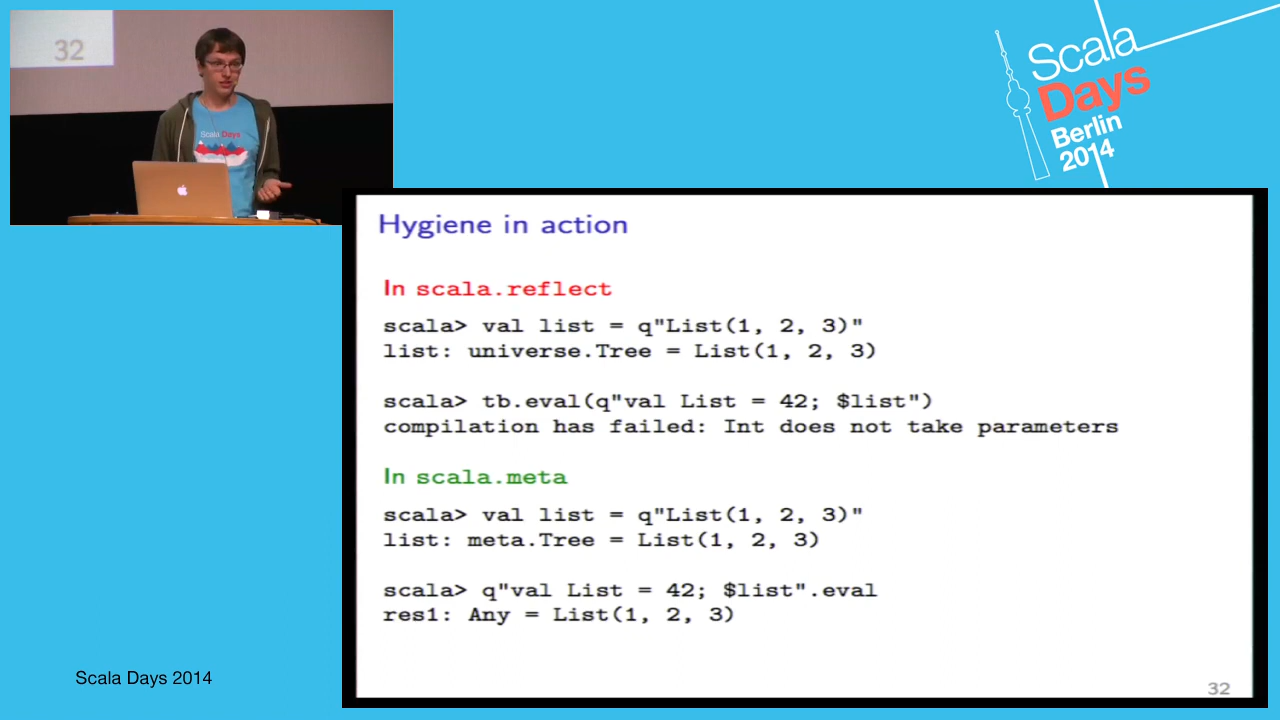 32
Scala Days
Scala
Days
Berlin
2014
Hygiene in action
In scala.reflect
scala> val list = q"List(1, 2, 3)"
list: universe.Tree = List(1, 2, 3)
scala> tb.eval(q"val List = 42; $list")
compilation has failed: Int does not take parameters
In scala.meta
scala> val list = q"List(1, 2, 3)"
list: meta.Tree = List(1, 2, 3)
scala> q"val List = 42; $list".eval
res1: Any = List(1, 2, 3)
32
Scala Days 2014